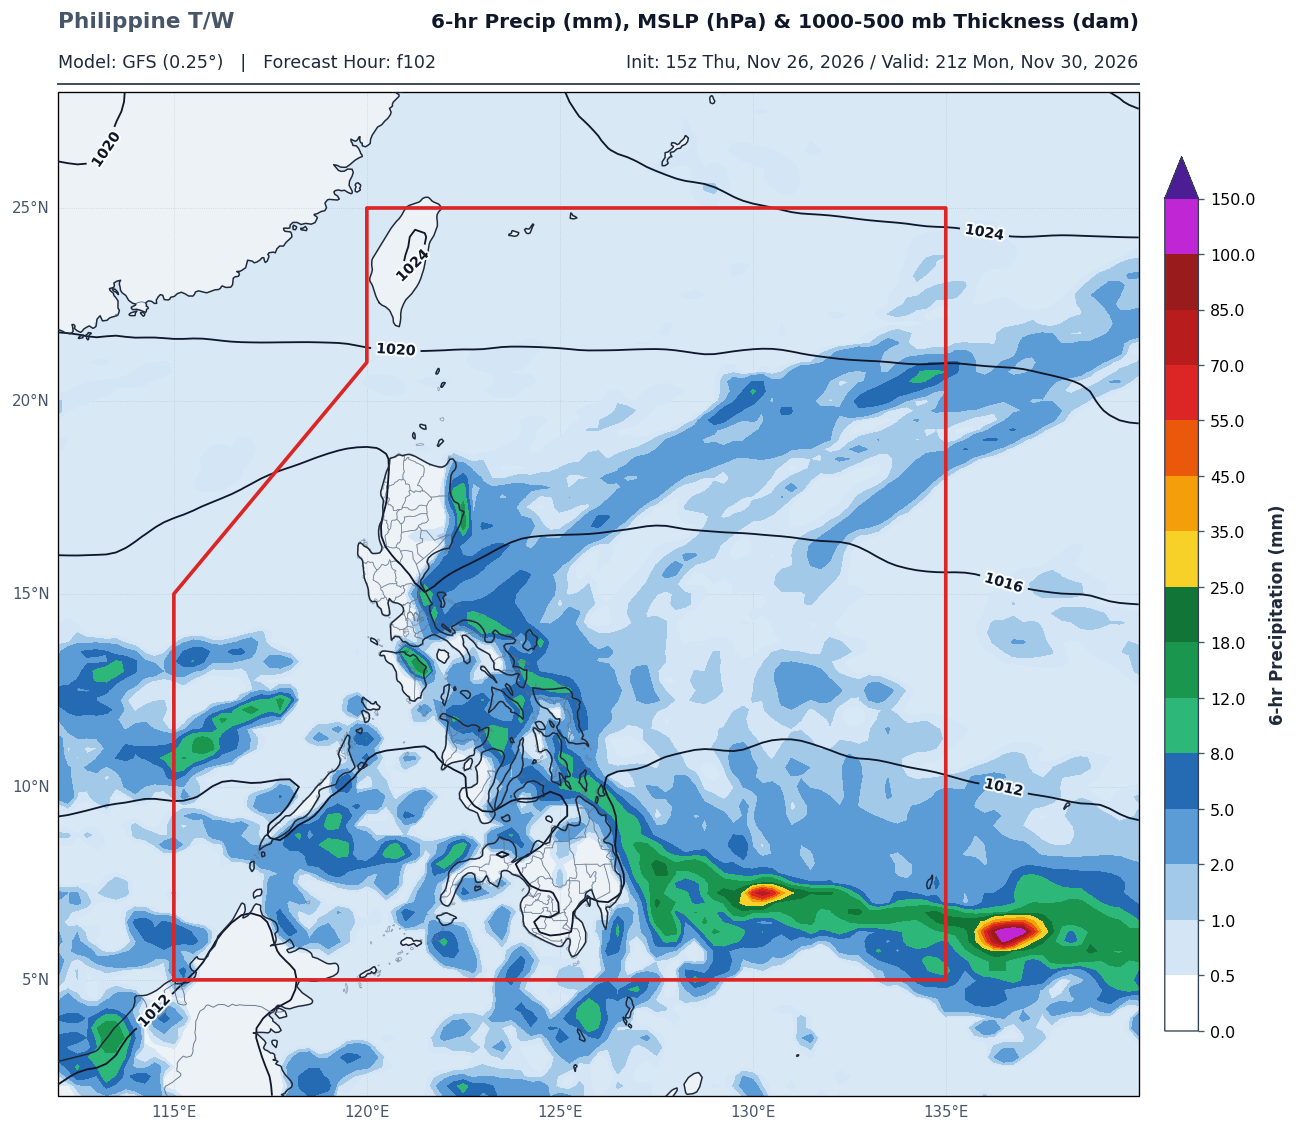 Philippine T/W
6-hr Precip (mm), MSLP (hPa) & 1000-500 mb Thickness (dam)
Model: GFS (0.25°) | Forecast Hour: f102
Init: 15z Thu, Nov 26, 2026 / Valid: 21z Mon, Nov 30, 2026
1020
1024
1024
1020
1016
1012
1012
25°N
20°N
15°N
10°N
5°N
115°E
120°E
125°E
130°E
135°E
150.0
100.0
85.0
70.0
55.0
45.0
35.0
25.0
18.0
12.0
8.0
5.0
2.0
1.0
0.5
0.0
6-hr Precipitation (mm)